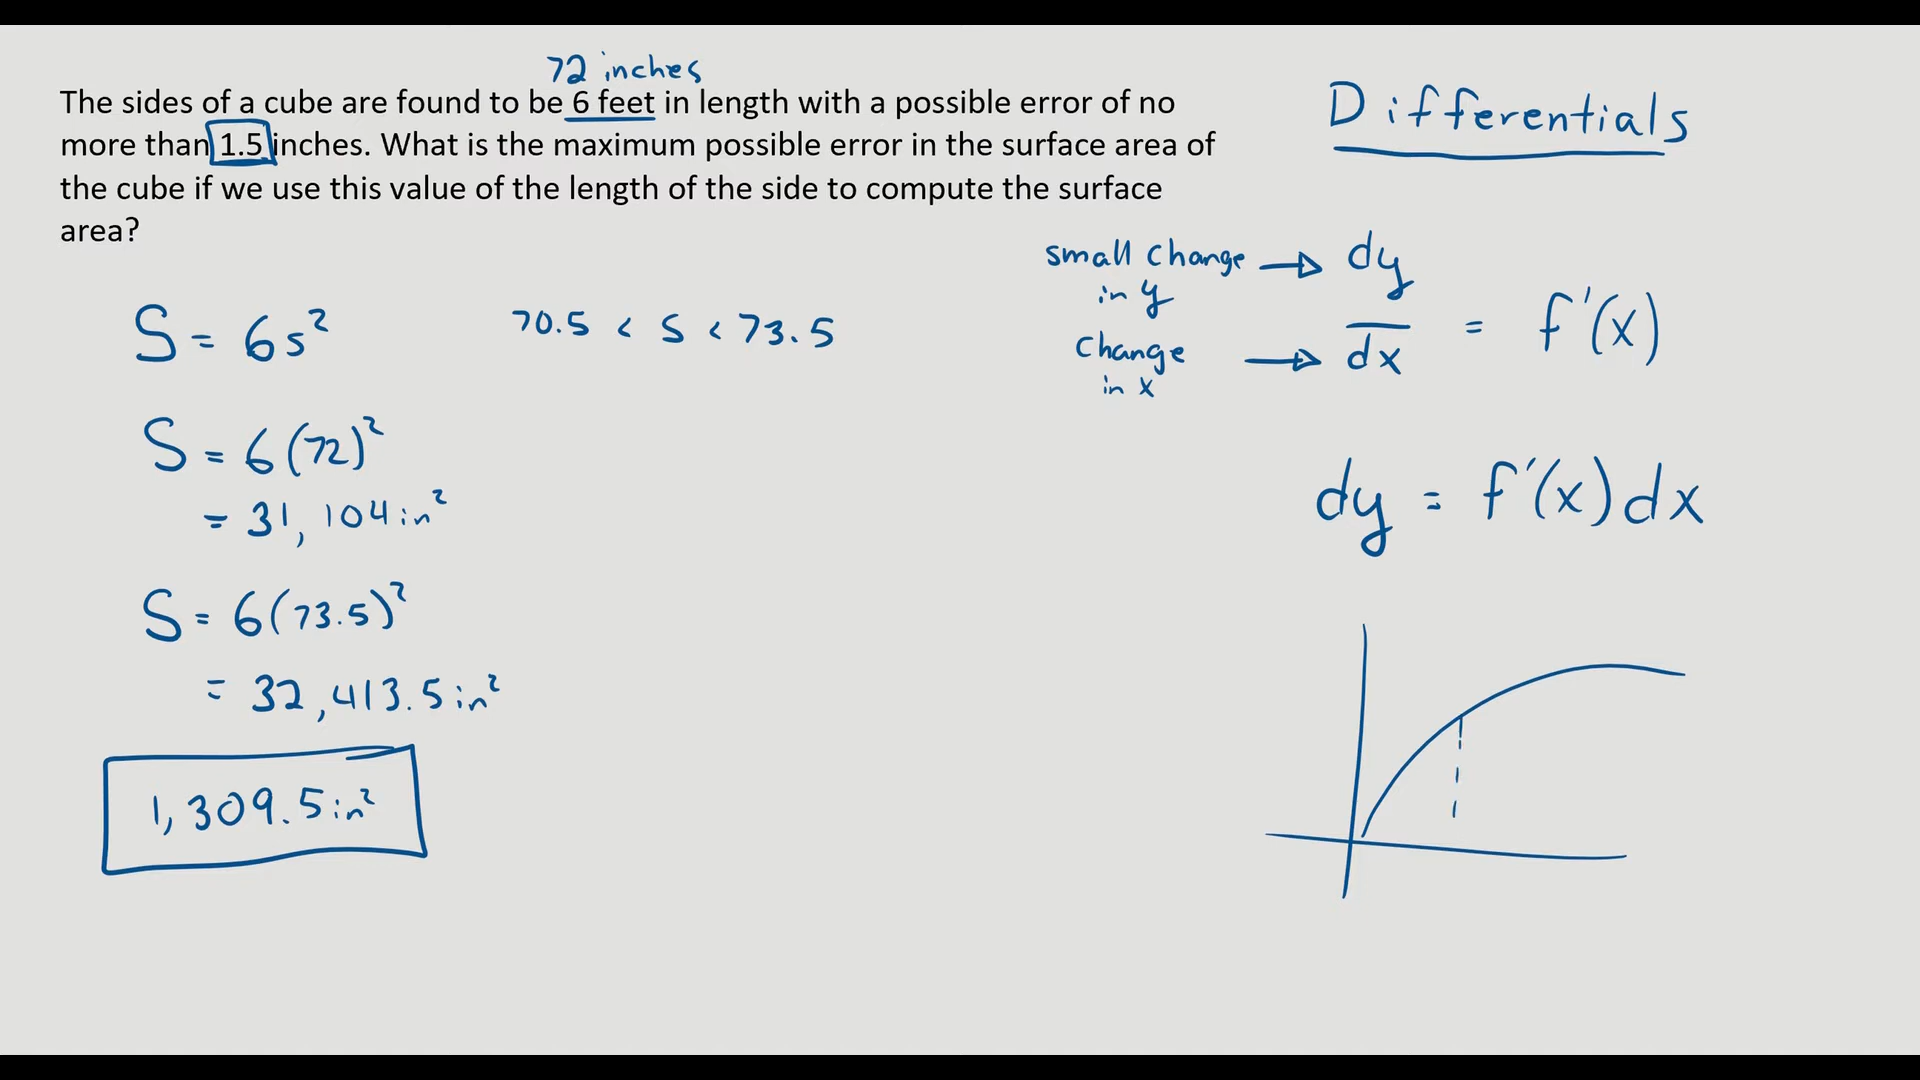 72 inches
The sides of a cube are found to be 6 feet in length with a possible error of no
more than 1.5 inches. What is the maximum possible error in the surface area of
the cube if we use this value of the length of the side to compute the surface
area?
S = 6s²
70.5 < s < 73.5
S = 6(72)²
= 31,104 in²
S = 6(73.5)²
= 32,413.5 in²
1,309.5 in²
Differentials
small change
in y
→ dy
change
in x
→ dx
= f'(x)
dy = f'(x)dx